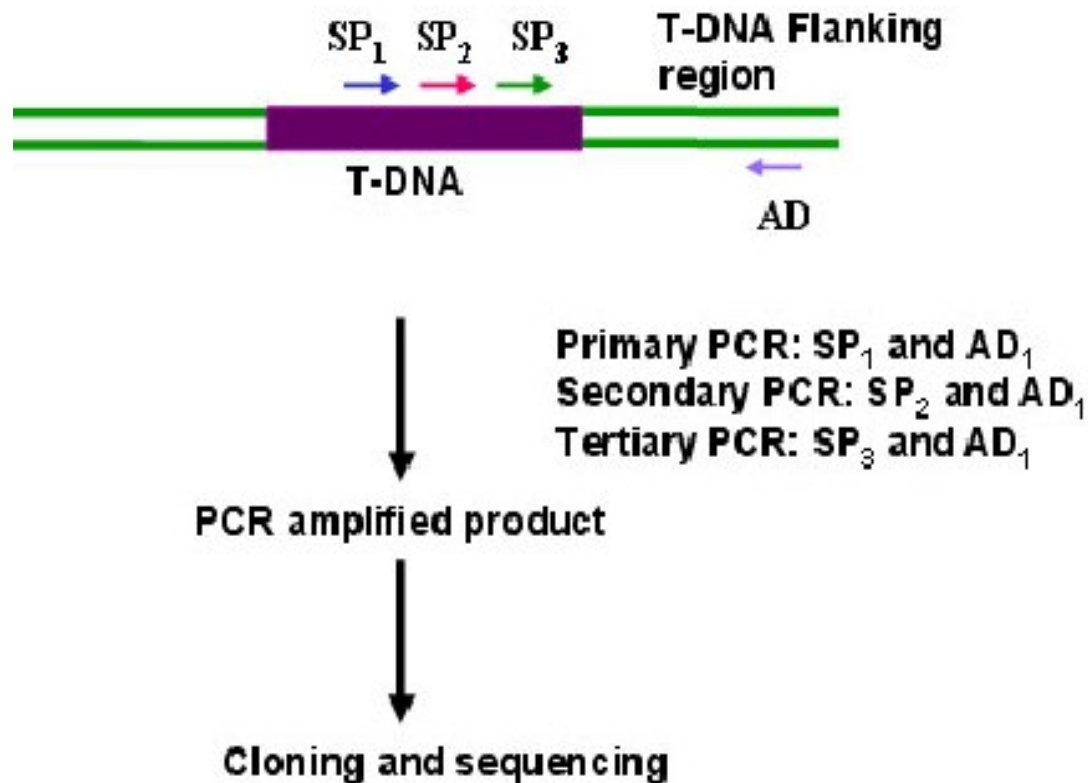 SP₁ SP₂ SP₃
T-DNA Flanking
region
T-DNA
AD
Primary PCR: SP₁ and AD₁
Secondary PCR: SP₂ and AD₁
Tertiary PCR: SP₃ and AD₁
PCR amplified product
Cloning and sequencing